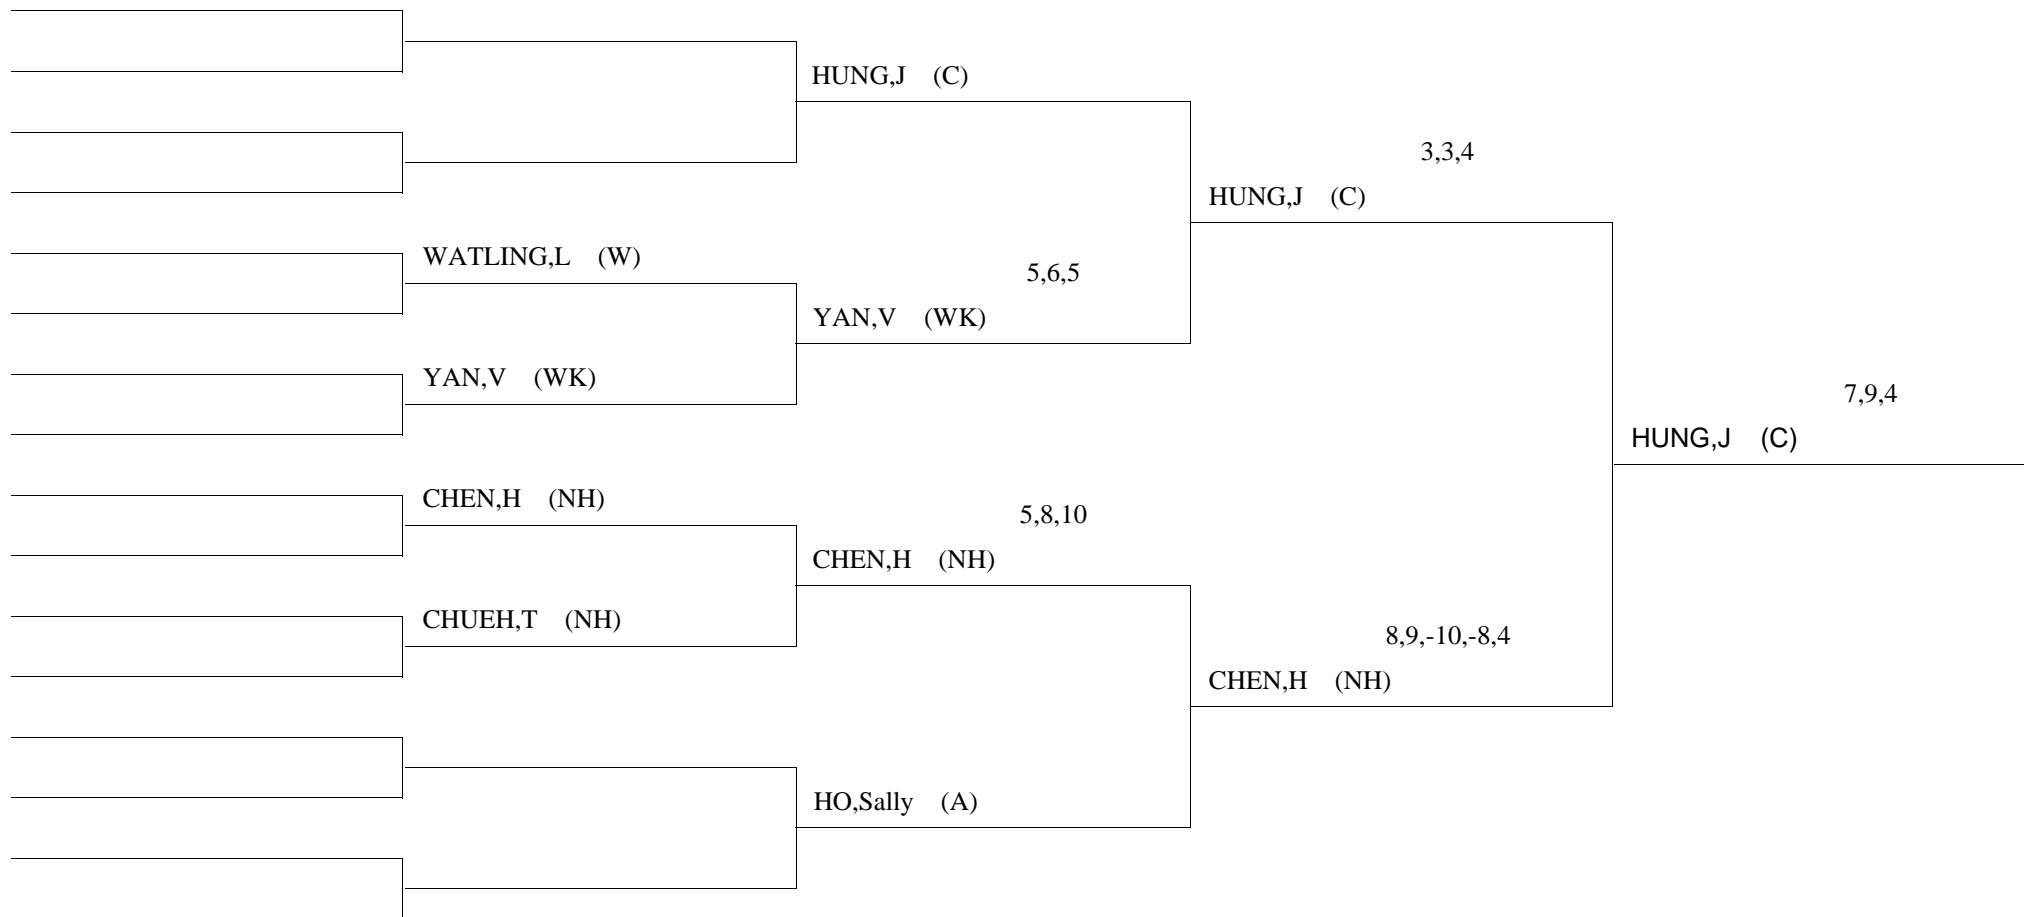 HUNG,J (C)
3,3,4
HUNG,J (C)
WATLING,L (W)
5,6,5
YAN,V (WK)
YAN,V (WK)
7,9,4
HUNG,J (C)
CHEN,H (NH)
5,8,10
CHEN,H (NH)
CHUEH,T (NH)
8,9,-10,-8,4
CHEN,H (NH)
HO,Sally (A)